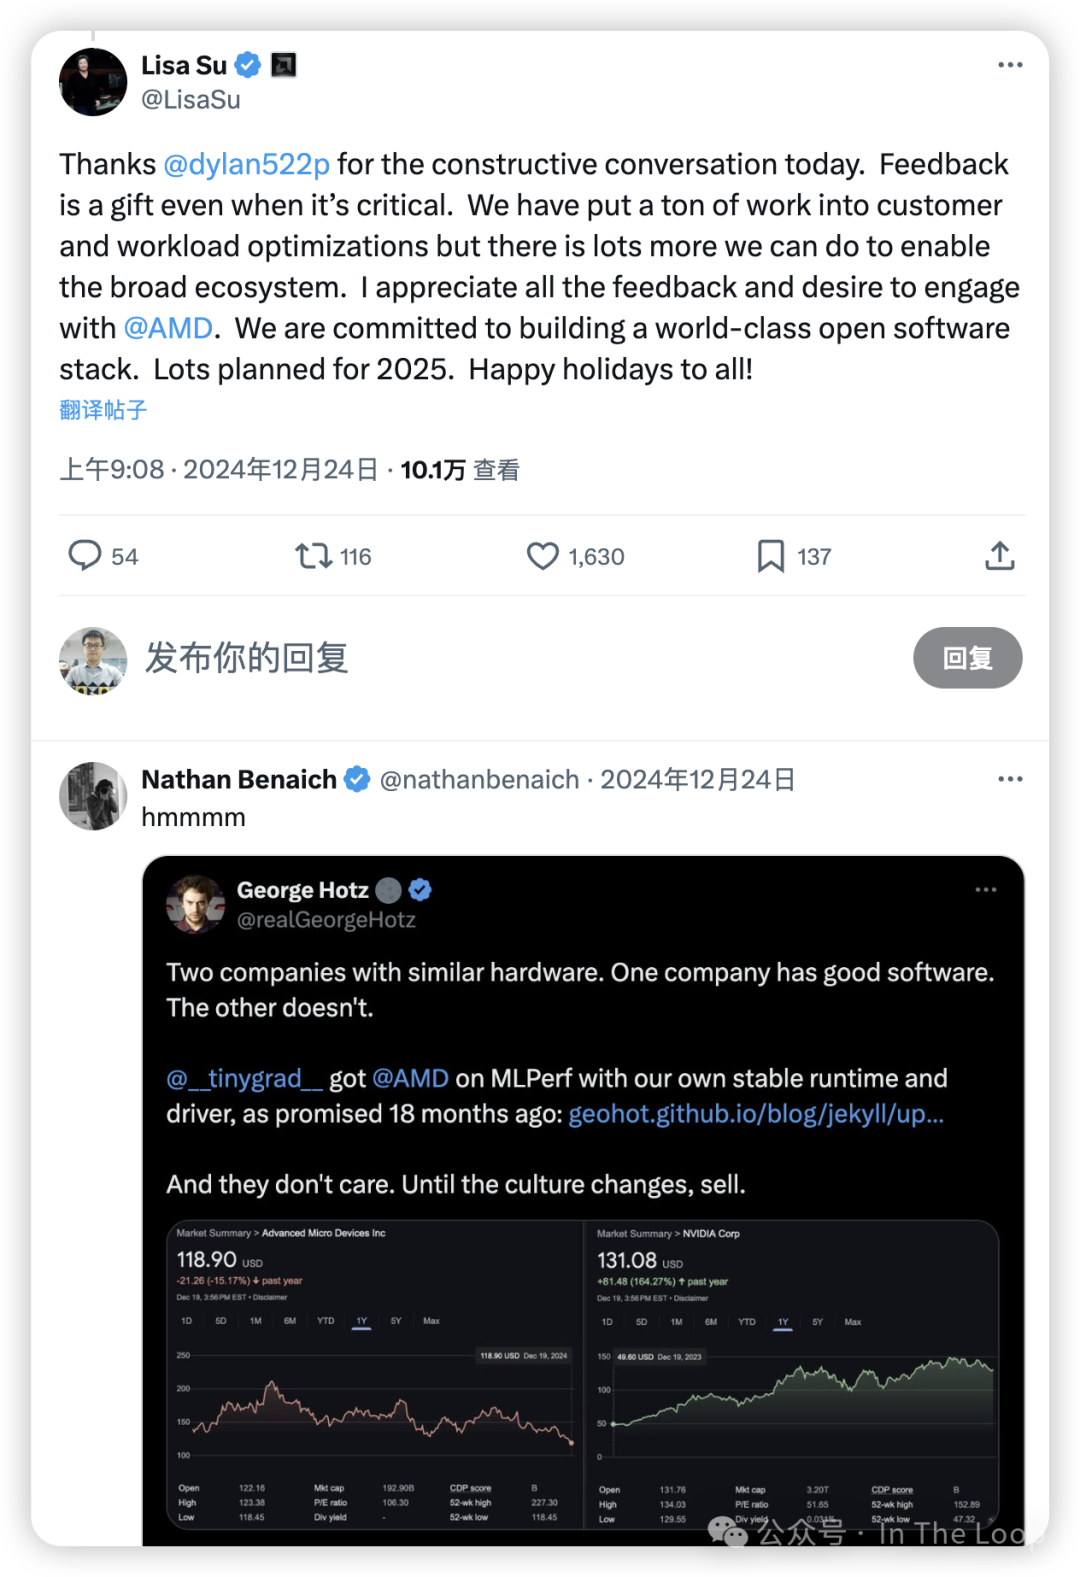 Lisa Su
@LisaSu
Thanks @dylan522p for the constructive conversation today.  Feedback
is a gift even when it’s critical.  We have put a ton of work into customer
and workload optimizations but there is lots more we can do to enable
the broad ecosystem.  I appreciate all the feedback and desire to engage
with @AMD.  We are committed to building a world-class open software
stack.  Lots planned for 2025.  Happy holidays to all!
翻译帖子
上午9:08 · 2024年12月24日 · 10.1万 查看
54 116 1,630 137
发布你的回复 回复
Nathan Benaich @nathanbenaich · 2024年12月24日
hmmmm
George Hotz
@realGeorgeHotz
Two companies with similar hardware. One company has good software.
The other doesn't.
@__tinygrad__ got @AMD on MLPerf with our own stable runtime and
driver, as promised 18 months ago: geohot.github.io/blog/jekyll/up...
And they don't care. Until the culture changes, sell.
Market Summary > Advanced Micro Devices Inc
118.90 USD
-21.26 (-15.17%) ↓ past year
Dec 19, 3:56PM EST • Disclaimer
1D 5D 1M 6M YTD 1Y 5Y Max
118.90 USD Dec 19, 2024
250
200
150
100
Open 122.16 Mkt cap 192.90B CDP score B
High 123.38 P/E ratio 106.30 52-wk high 227.30
Low 118.45 Div yield - 52-wk low 118.45
Market Summary > NVIDIA Corp
131.08 USD
+81.48 (164.27%) ↑ past year
Dec 19, 3:56PM EST • Disclaimer
1D 5D 1M 6M YTD 1Y 5Y Max
49.60 USD Dec 19, 2023
150
100
50
0
Open 131.76 Mkt cap 3.20T CDP score B
High 134.03 P/E ratio 51.65 52-wk high 152.89
Low 129.55 Div yield 52-wk low 47.32
公众号 · In The Loop